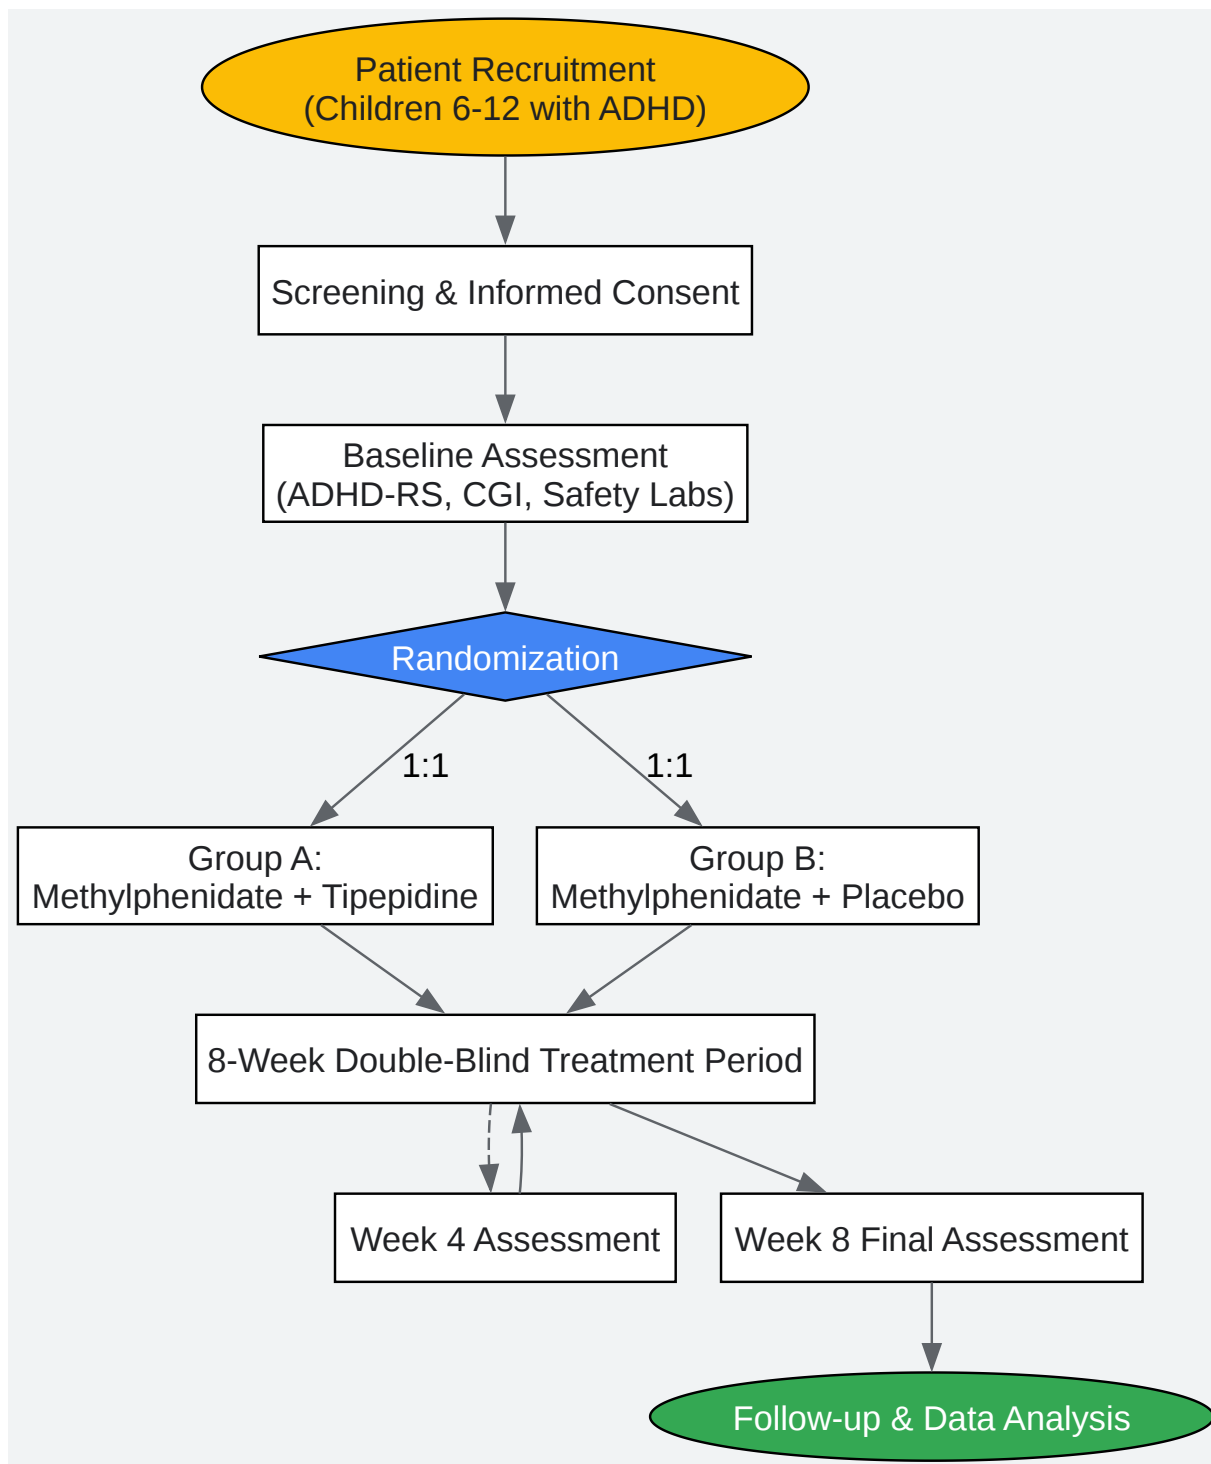 Patient Recruitment
(Children 6-12 with ADHD)
Screening & Informed Consent
Baseline Assessment
(ADHD-RS, CGI, Safety Labs)
Randomization
1:1
1:1
Group A:
Methylphenidate + Tipepidine
Group B:
Methylphenidate + Placebo
8-Week Double-Blind Treatment Period
Week 4 Assessment
Week 8 Final Assessment
Follow-up & Data Analysis